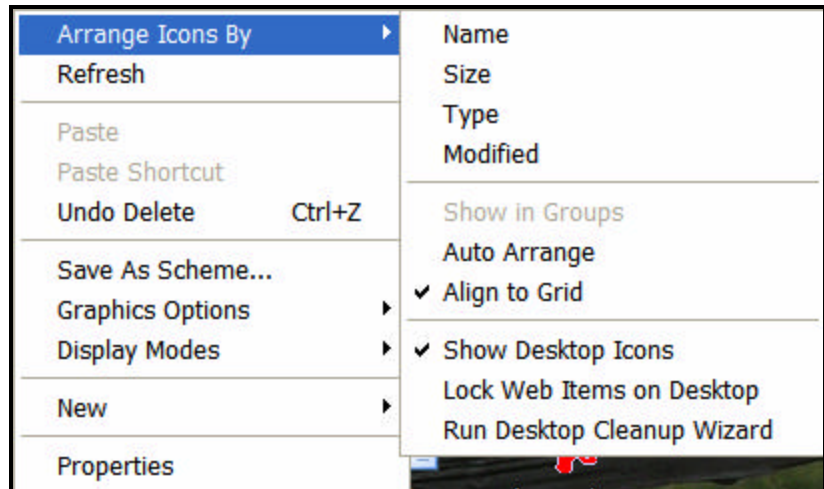 Arrange Icons By
Refresh
Paste
Paste Shortcut
Undo Delete Ctrl+Z
Save As Scheme...
Graphics Options
Display Modes
New
Properties
Name
Size
Type
Modified
Show in Groups
Auto Arrange
Align to Grid
Show Desktop Icons
Lock Web Items on Desktop
Run Desktop Cleanup Wizard